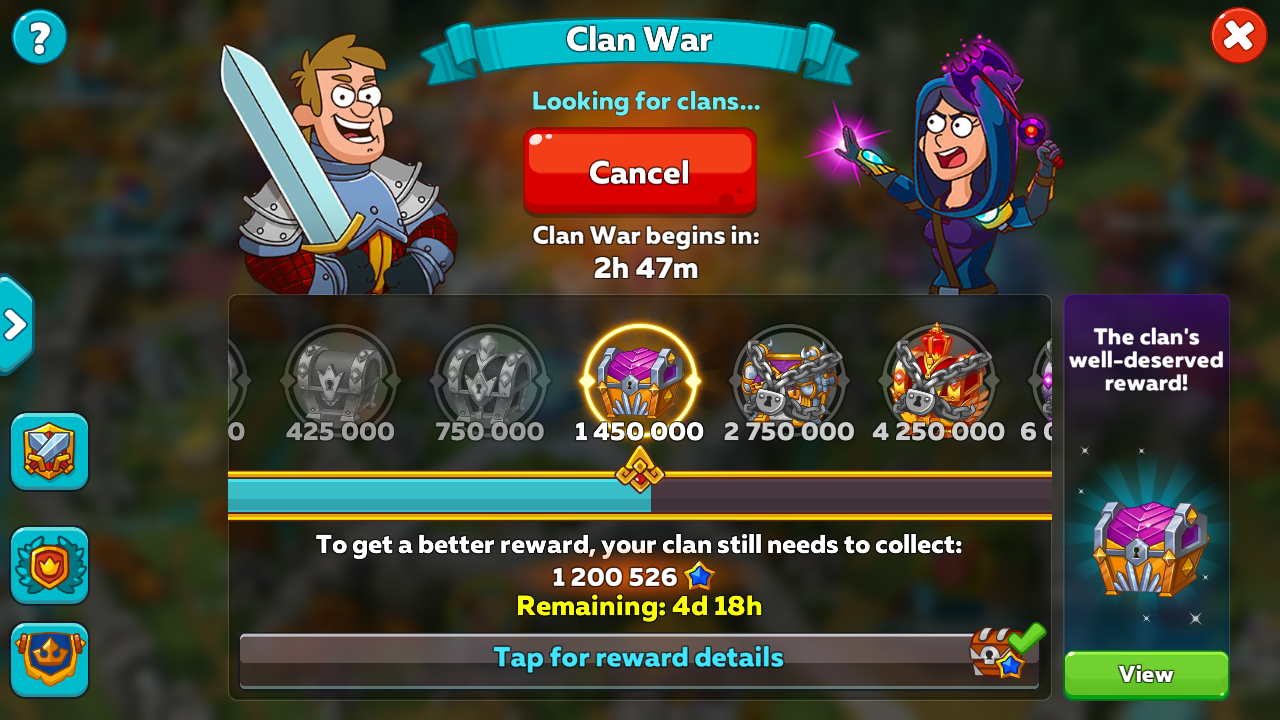 ?
Clan War
Looking for clans...
Cancel
Clan War begins in:
2h 47m
0 425 000 750 000 1 450 000 2 750 000 4 250 000 6 0
To get a better reward, your clan still needs to collect:
1 200 526
Remaining: 4d 18h
Tap for reward details
The clan's
well-deserved
reward!
View